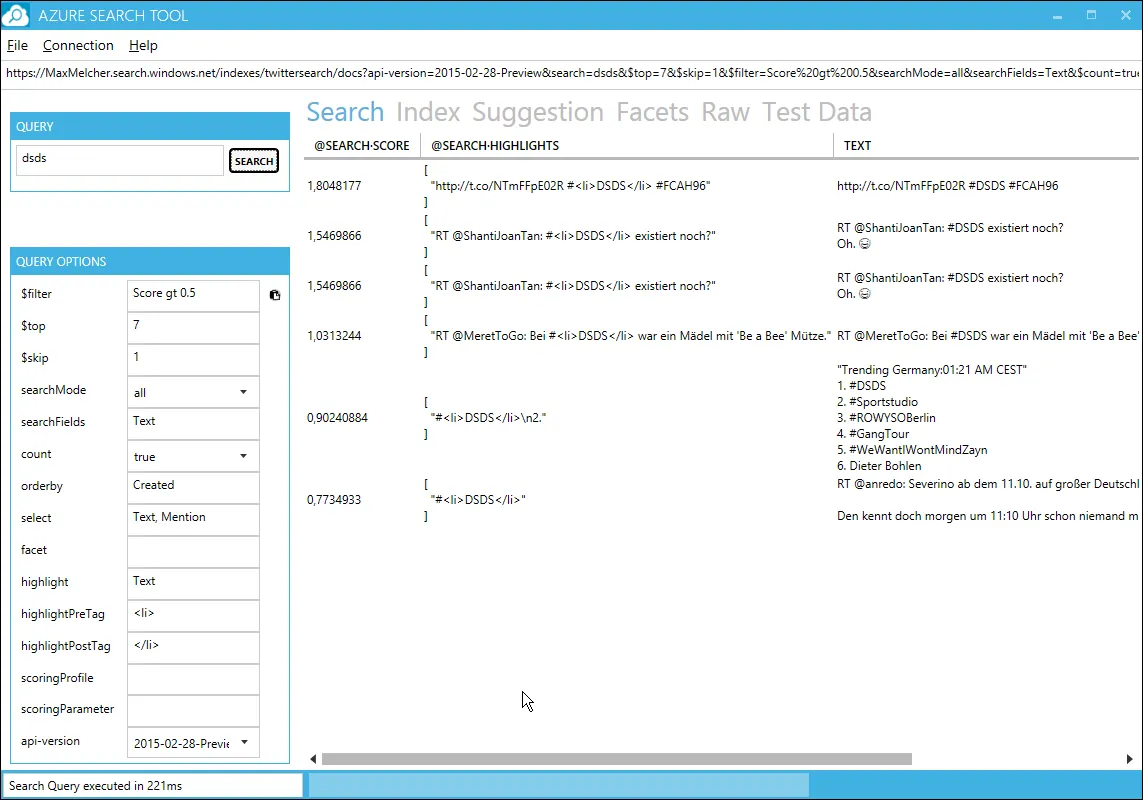 AZURE SEARCH TOOL
File Connection Help
https://MaxMelcher.search.windows.net/indexes/twittersearch/docs?api-version=2015-02-28-Preview&search=dsds&$top=7&$skip=1&$filter=Score%20gt%200.5&searchMode=all&searchFields=Text&$count=true
QUERY
dsds
SEARCH
QUERY OPTIONS
$filter Score gt 0.5
$top 7
$skip 1
searchMode all
searchFields Text
count true
orderby Created
select Text, Mention
facet
highlight Text
highlightPreTag <li>
highlightPostTag </li>
scoringProfile
scoringParameter
api-version 2015-02-28-Previe
Search Index Suggestion Facets Raw Test Data
@SEARCH·SCORE @SEARCH·HIGHLIGHTS TEXT
[
1,8048177 "http://t.co/NTmFFpE02R #<li>DSDS</li> #FCAH96" http://t.co/NTmFFpE02R #DSDS #FCAH96
]
[
1,5469866 "RT @ShantiJoanTan: #<li>DSDS</li> existiert noch?" RT @ShantiJoanTan: #DSDS existiert noch?
Oh. 😄
]
[
1,5469866 "RT @ShantiJoanTan: #<li>DSDS</li> existiert noch?" RT @ShantiJoanTan: #DSDS existiert noch?
Oh. 😄
]
[
1,0313244 "RT @MeretToGo: Bei #<li>DSDS</li> war ein Mädel mit 'Be a Bee' Mütze." RT @MeretToGo: Bei #DSDS war ein Mädel mit 'Be a Bee'
]
"Trending Germany:01:21 AM CEST"
1. #DSDS
[
2. #Sportstudio
0,90240884 "#<li>DSDS</li>\n2." 3. #ROWYSOBerlin
]
4. #GangTour
5. #WeWantIWontMindZayn
6. Dieter Bohlen
[
RT @anredo: Severino ab dem 11.10. auf großer Deutschl
0,7734933 "#<li>DSDS</li>"
]
Den kennt doch morgen um 11:10 Uhr schon niemand m
Search Query executed in 221ms